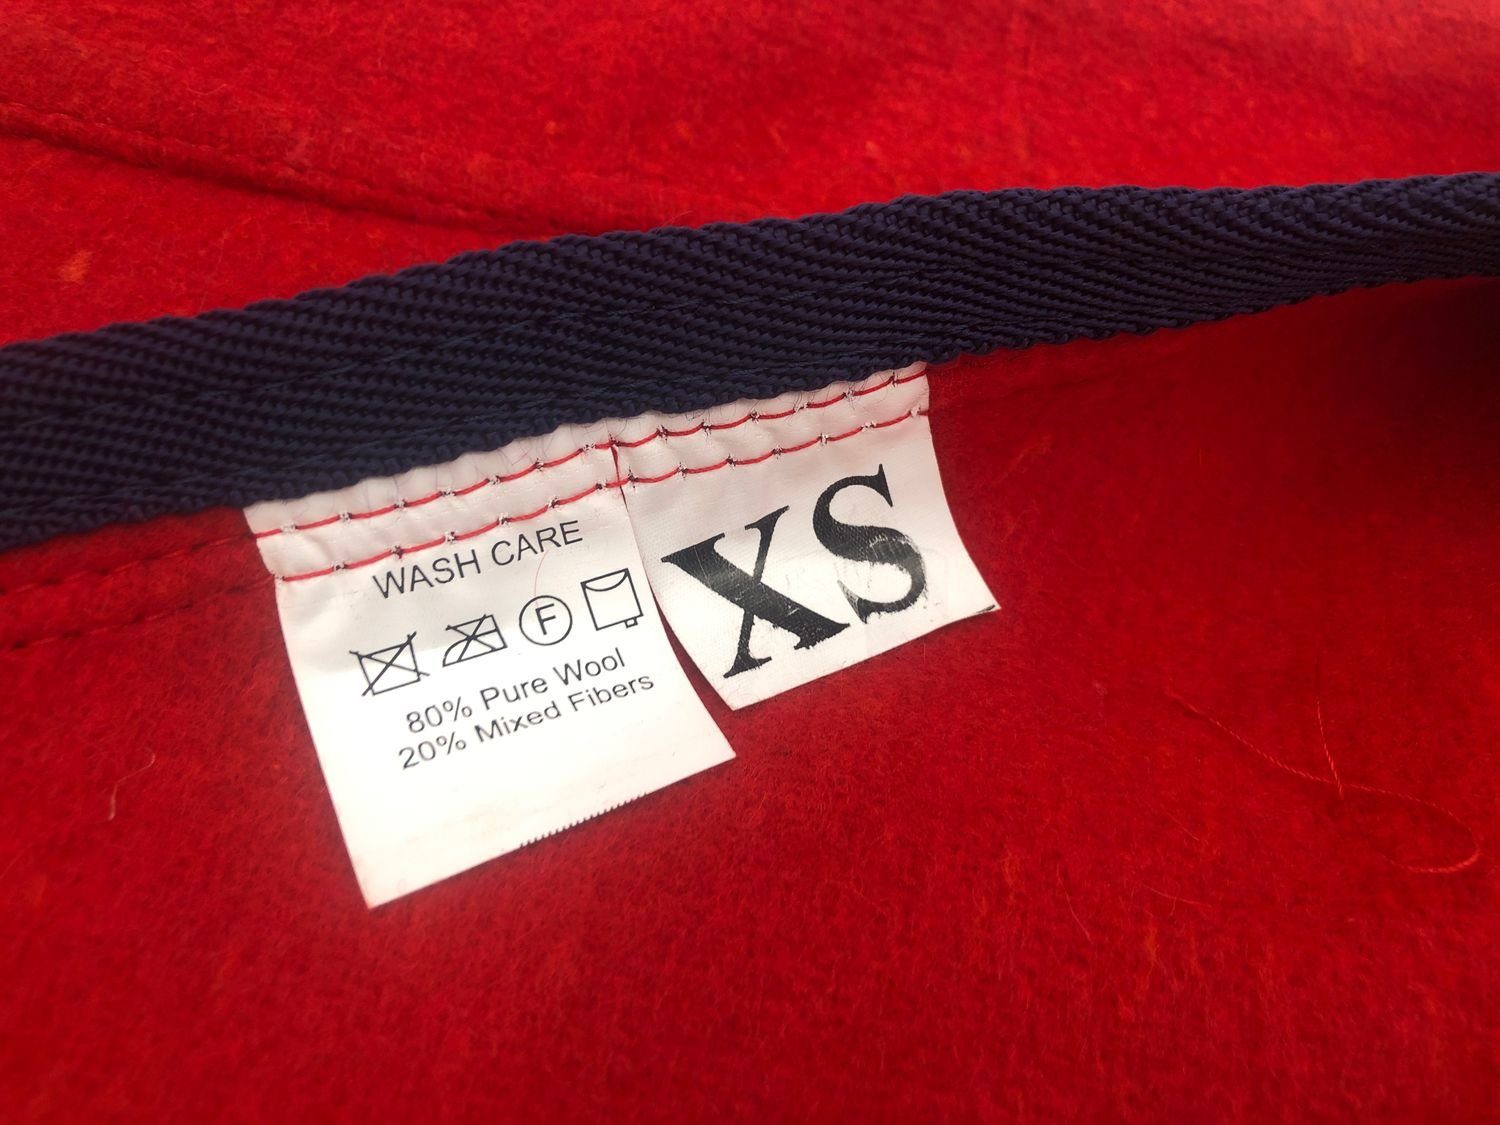 WASH CARE
F
80% Pure Wool
20% Mixed Fibers
XS